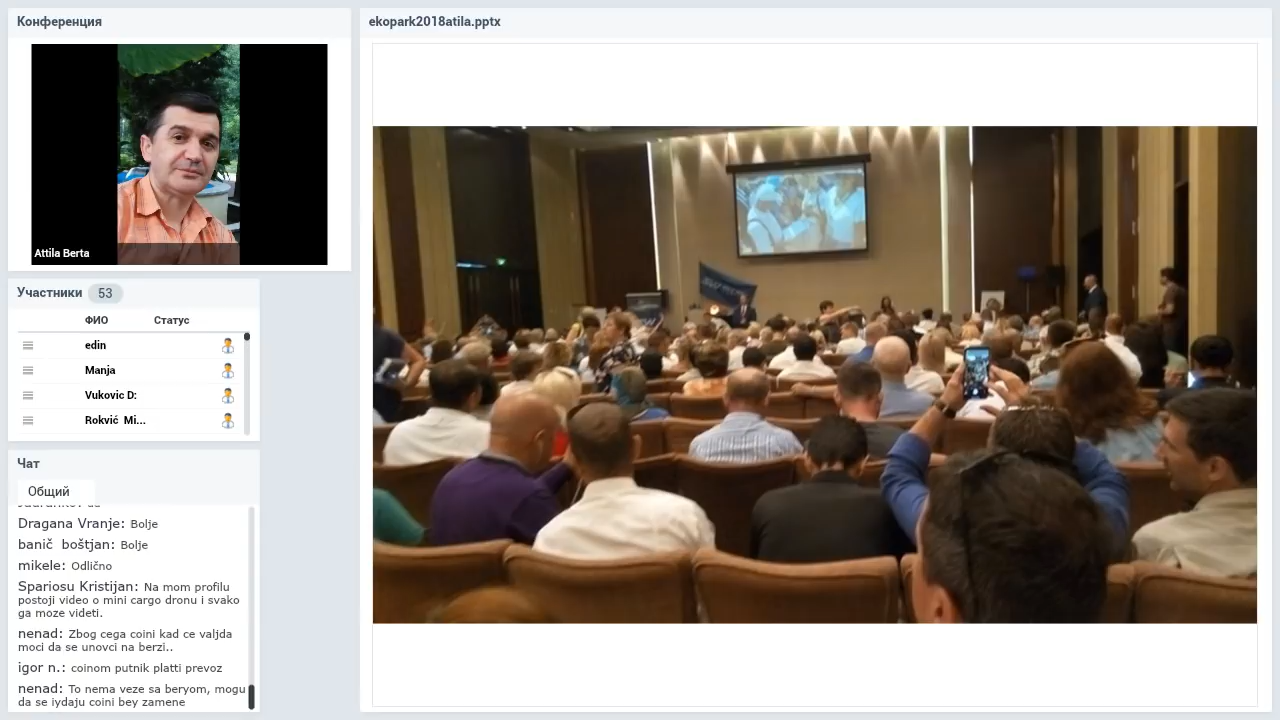 Конференция
Attila Berta
Участники 53
ФИО Статус
edin
Manja
Vukovic D:
Rokvić Mi...
Чат
Общий
Dragana Vranje: Bolje
banič boštjan: Bolje
mikele: Odlično
Spariosu Kristijan: Na mom profilu
postoji video o mini cargo dronu i svako
ga moze videti.
nenad: Zbog cega coini kad ce valjda
moci da se unovci na berzi..
igor n.: coinom putnik platti prevoz
nenad: To nema veze sa beryom, mogu
da se iydaju coini bey zamene
ekopark2018atila.pptx